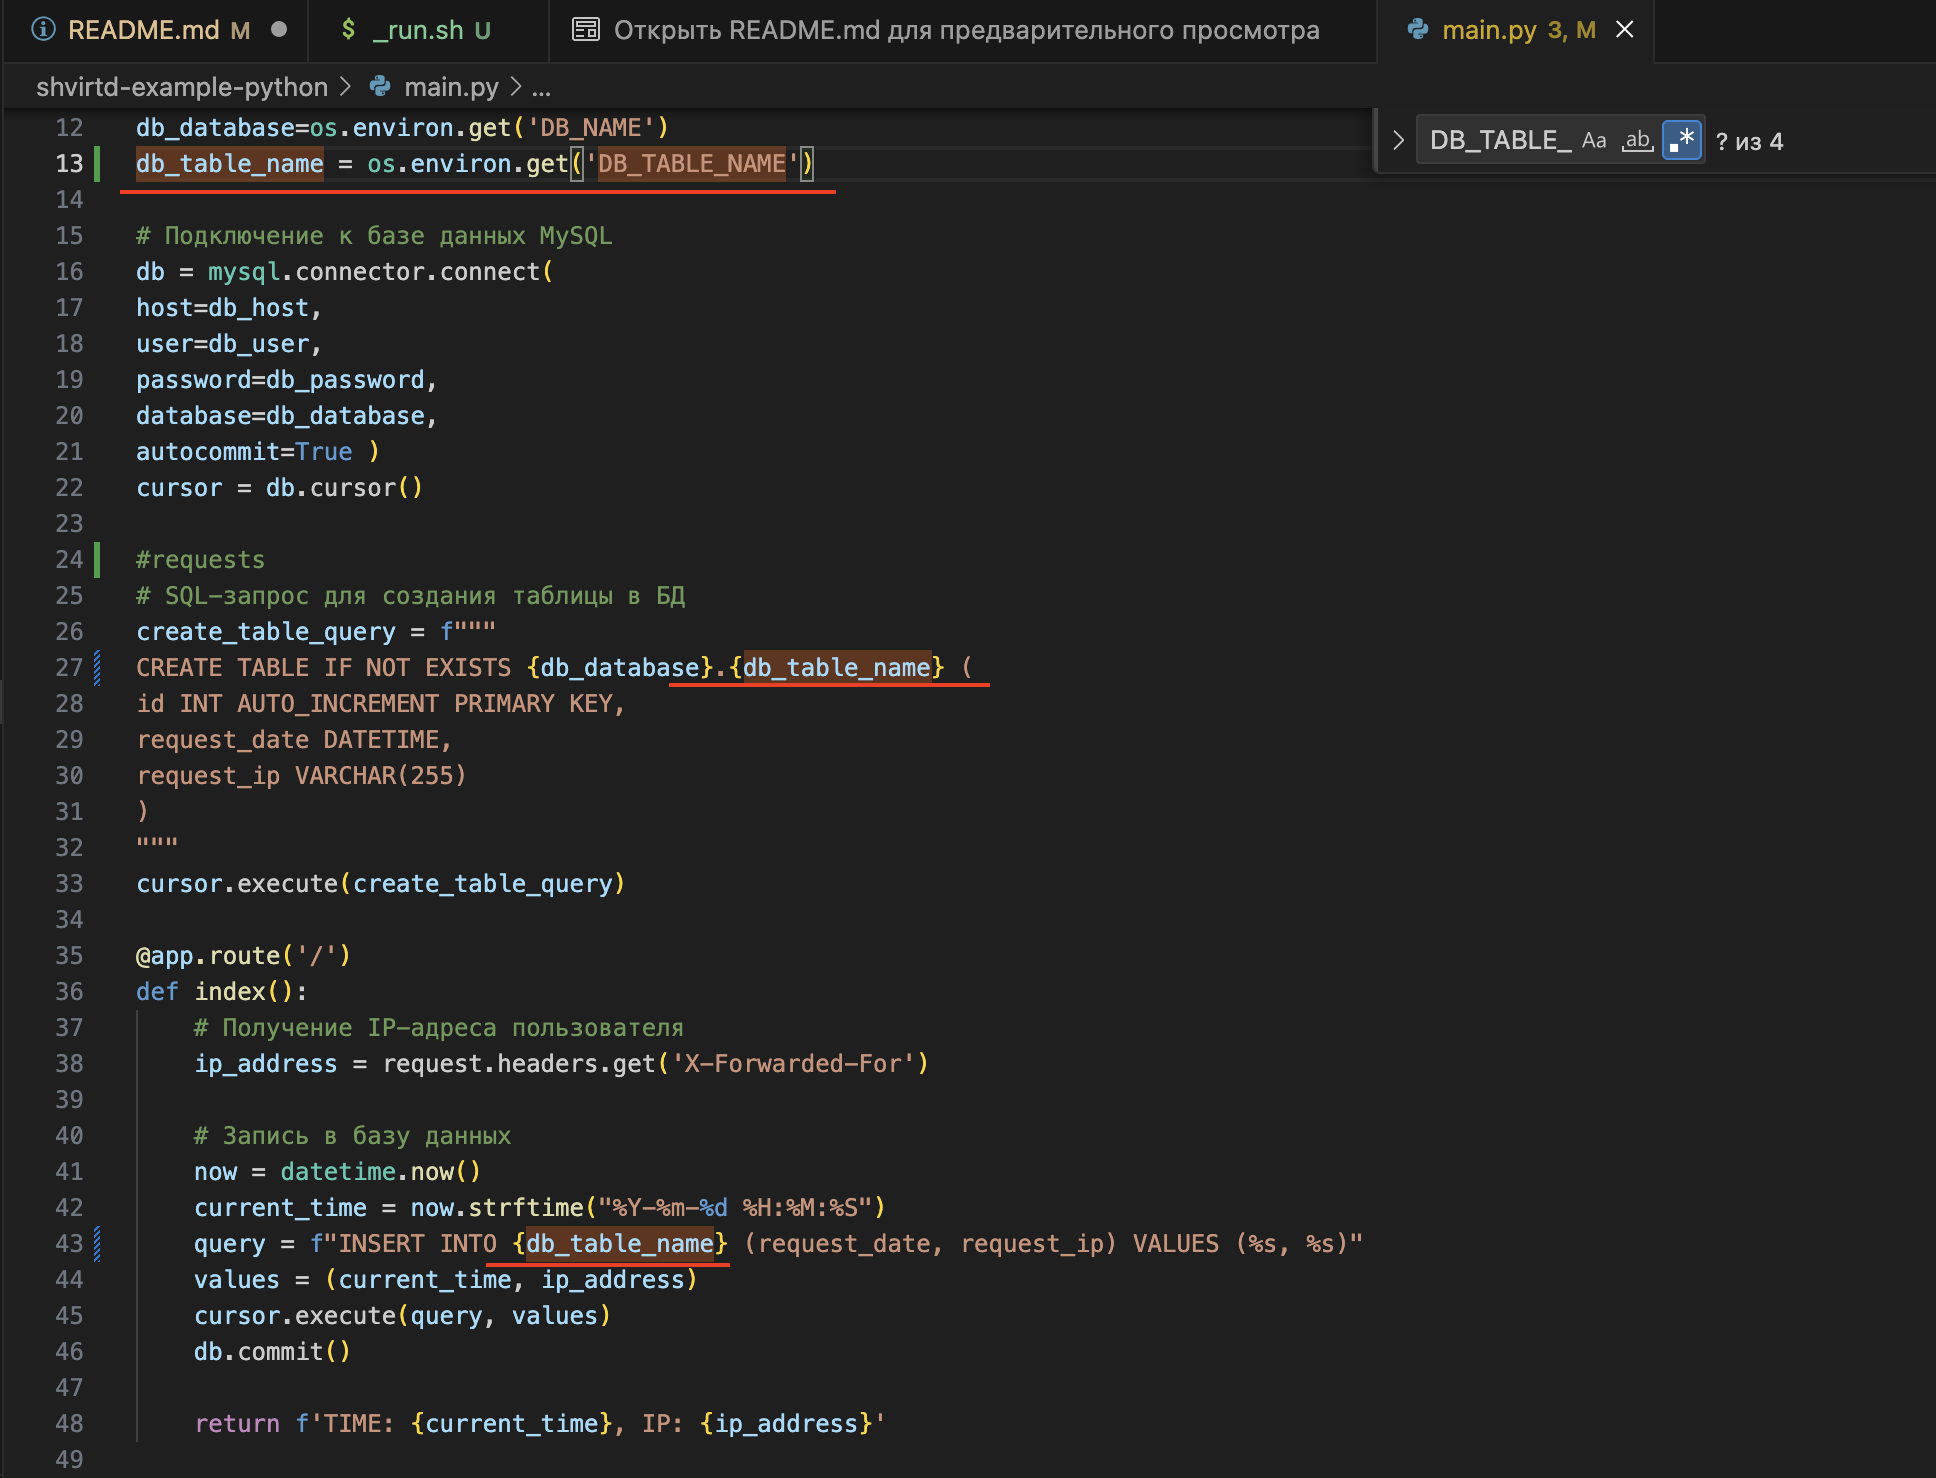 README.md M
$ _run.sh U
Открыть README.md для предварительного просмотра
main.py 3, M
shvirtd-example-python > main.py > ...
DB_TABLE_ Aa ab .* ? из 4
12 db_database=os.environ.get('DB_NAME')
13 db_table_name = os.environ.get('DB_TABLE_NAME')
14
15 # Подключение к базе данных MySQL
16 db = mysql.connector.connect(
17 host=db_host,
18 user=db_user,
19 password=db_password,
20 database=db_database,
21 autocommit=True )
22 cursor = db.cursor()
23
24 #requests
25 # SQL-запрос для создания таблицы в БД
26 create_table_query = f"""
27 CREATE TABLE IF NOT EXISTS {db_database}.{db_table_name} (
28 id INT AUTO_INCREMENT PRIMARY KEY,
29 request_date DATETIME,
30 request_ip VARCHAR(255)
31 )
32 """
33 cursor.execute(create_table_query)
34
35 @app.route('/')
36 def index():
37     # Получение IP-адреса пользователя
38     ip_address = request.headers.get('X-Forwarded-For')
39
40     # Запись в базу данных
41     now = datetime.now()
42     current_time = now.strftime("%Y-%m-%d %H:%M:%S")
43     query = f"INSERT INTO {db_table_name} (request_date, request_ip) VALUES (%s, %s)"
44     values = (current_time, ip_address)
45     cursor.execute(query, values)
46     db.commit()
47
48     return f'TIME: {current_time}, IP: {ip_address}'
49